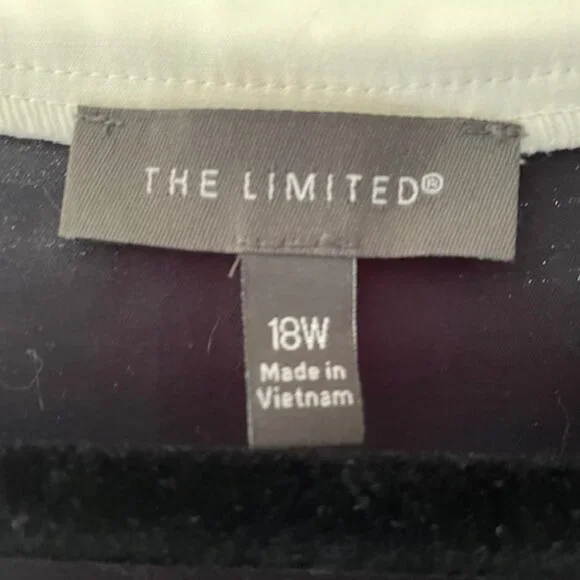 THE LIMITED®
18W
Made in
Vietnam